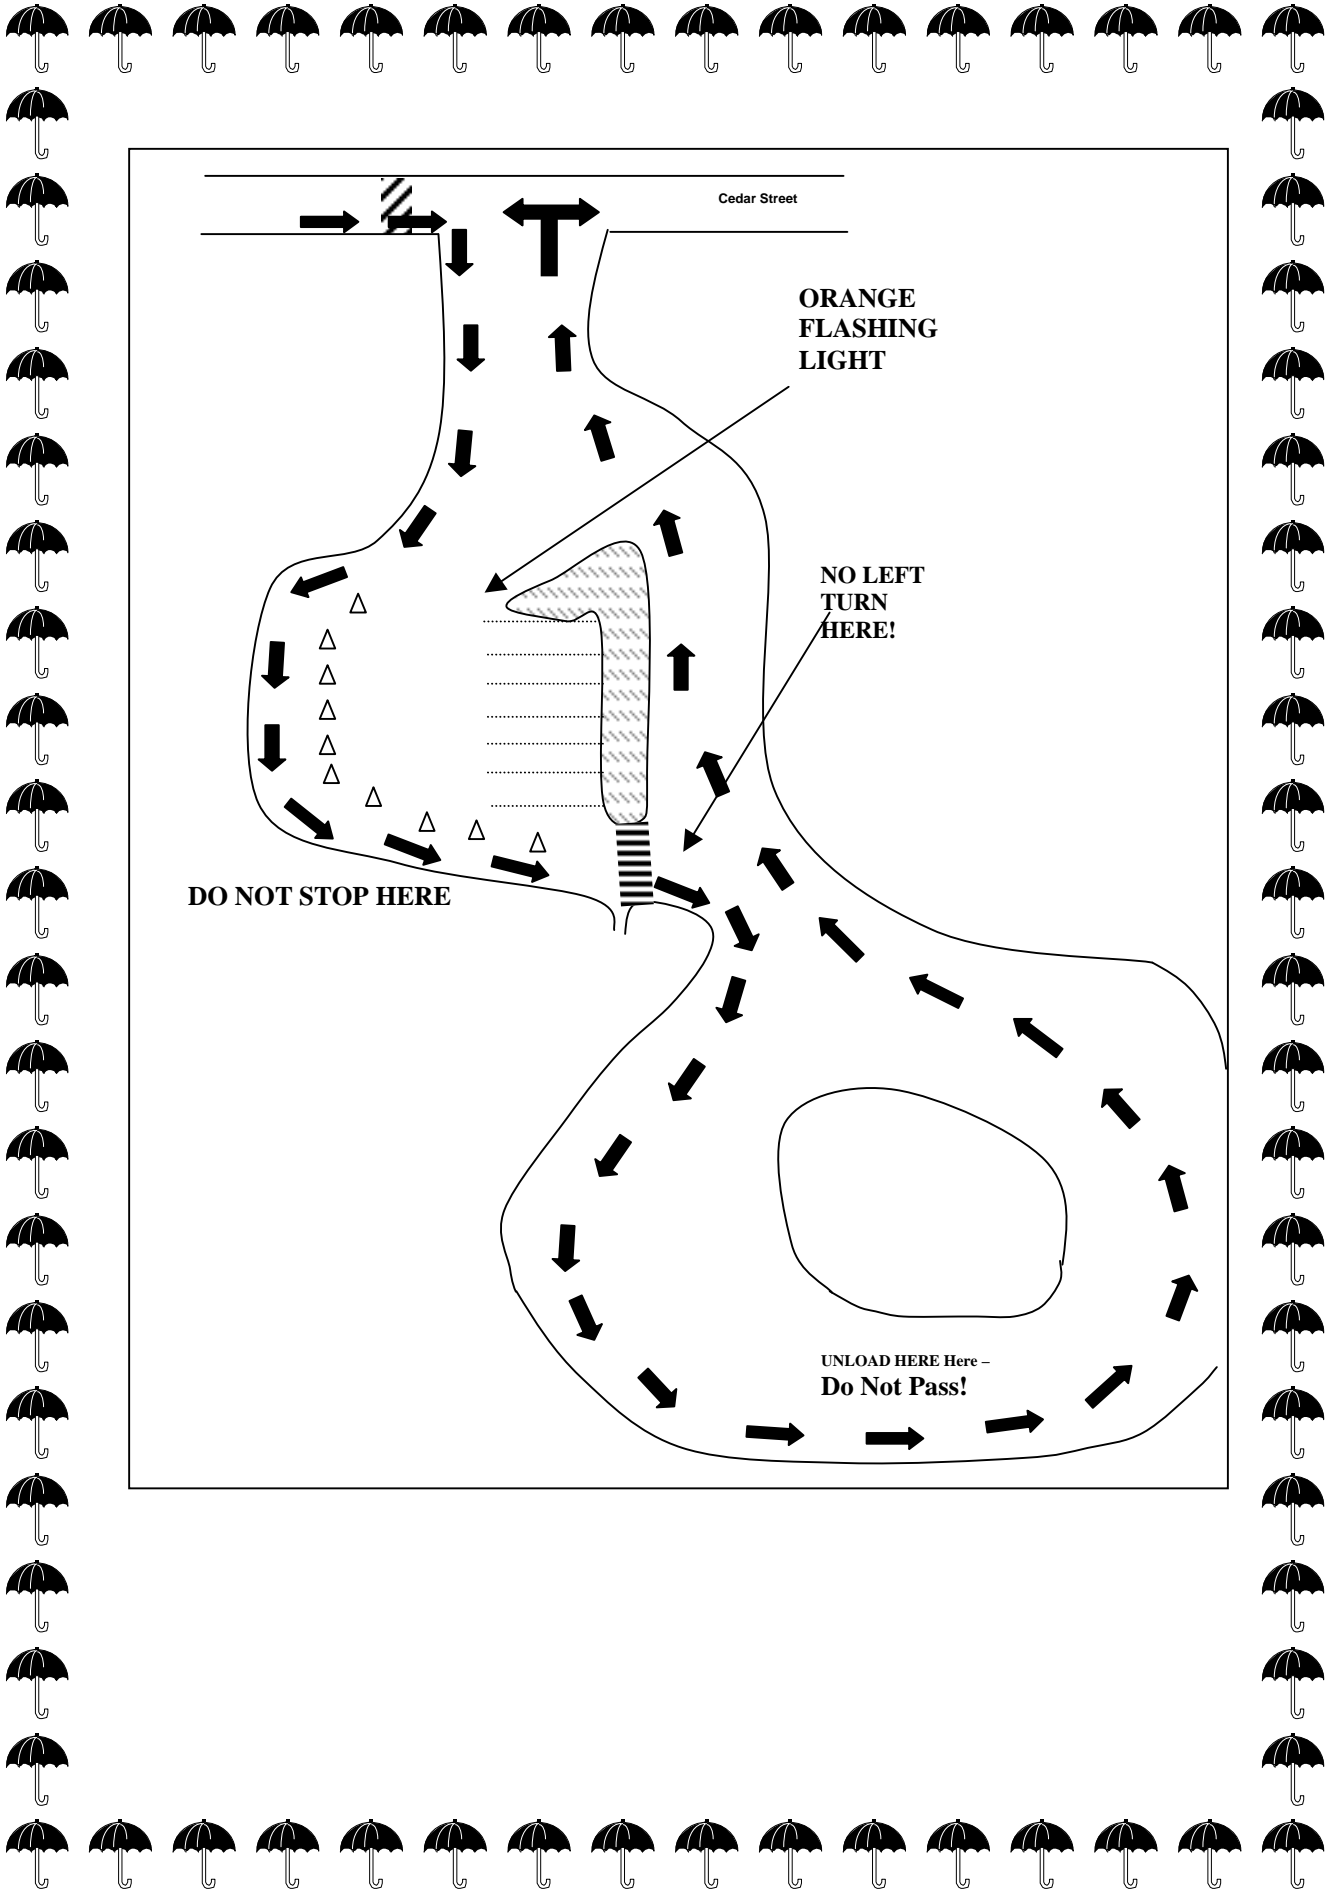 Cedar Street
ORANGE
FLASHING
LIGHT
NO LEFT
TURN
HERE!
DO NOT STOP HERE
UNLOAD HERE Here –
Do Not Pass!